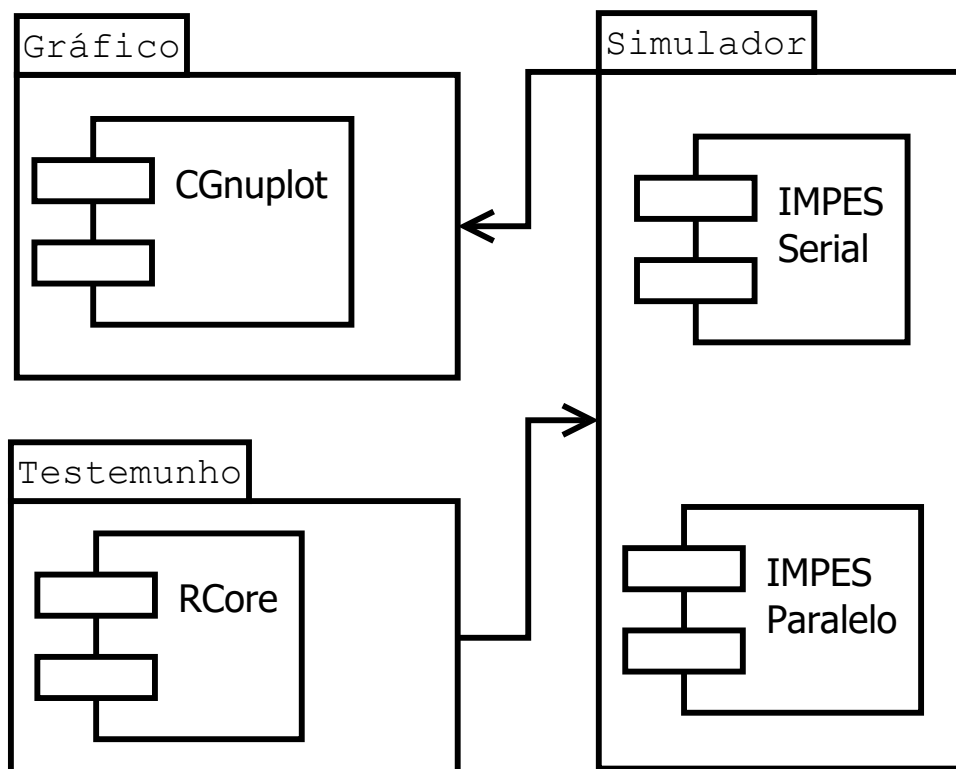 Gráfico
CGnuplot
Simulador
IMPES
Serial
Testemunho
RCore
IMPES
Paralelo